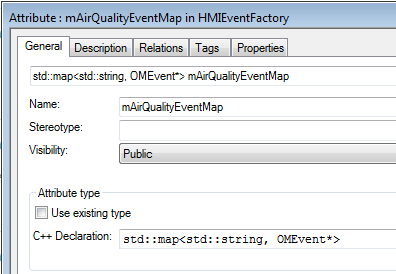 Attribute : mAirQualityEventMap in HMIEventFactory
General Description Relations Tags Properties
std::map<std::string, OMEvent*> mAirQualityEventMap
Name: mAirQualityEventMap
Stereotype:
Visibility: Public
Attribute type
Use existing type
C++ Declaration: std::map<std::string, OMEvent*>